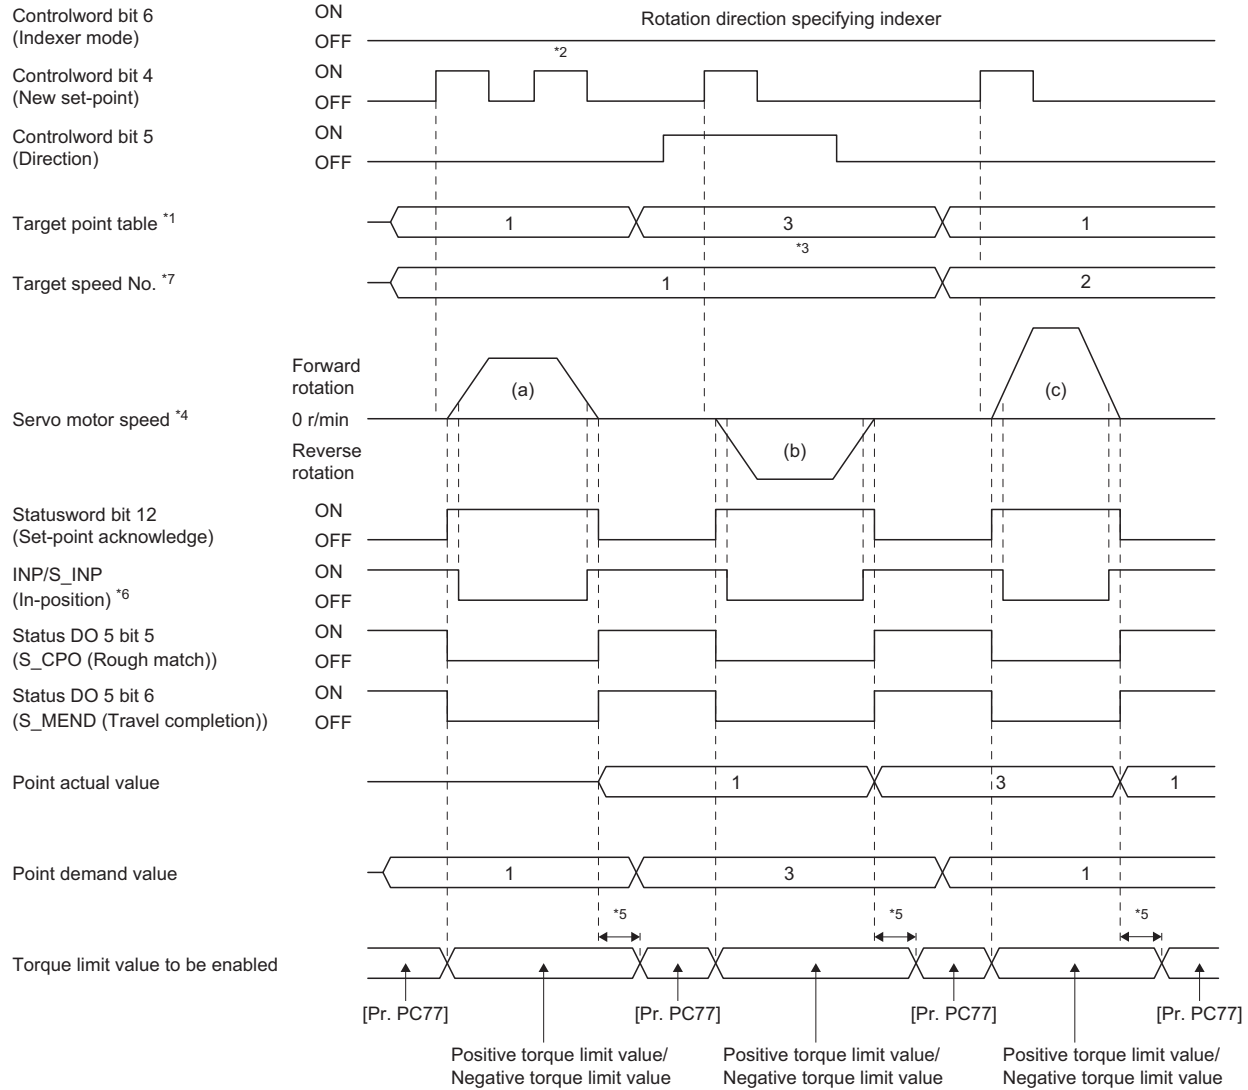 Controlword bit 6
(Indexer mode)
ON
OFF
Rotation direction specifying indexer
*2
Controlword bit 4
(New set-point)
ON
OFF
Controlword bit 5
(Direction)
ON
OFF
Target point table *1
1
3
1
*3
Target speed No. *7
1
2
Forward
rotation
Servo motor speed *4
0 r/min
Reverse
rotation
(a)
(b)
(c)
Statusword bit 12
(Set-point acknowledge)
ON
OFF
INP/S_INP
(In-position) *6
ON
OFF
Status DO 5 bit 5
(S_CPO (Rough match))
ON
OFF
Status DO 5 bit 6
(S_MEND (Travel completion))
ON
OFF
Point actual value
1
3
1
Point demand value
1
3
1
*5
*5
*5
Torque limit value to be enabled
[Pr. PC77]
[Pr. PC77]
[Pr. PC77]
[Pr. PC77]
Positive torque limit value/
Negative torque limit value
Positive torque limit value/
Negative torque limit value
Positive torque limit value/
Negative torque limit value